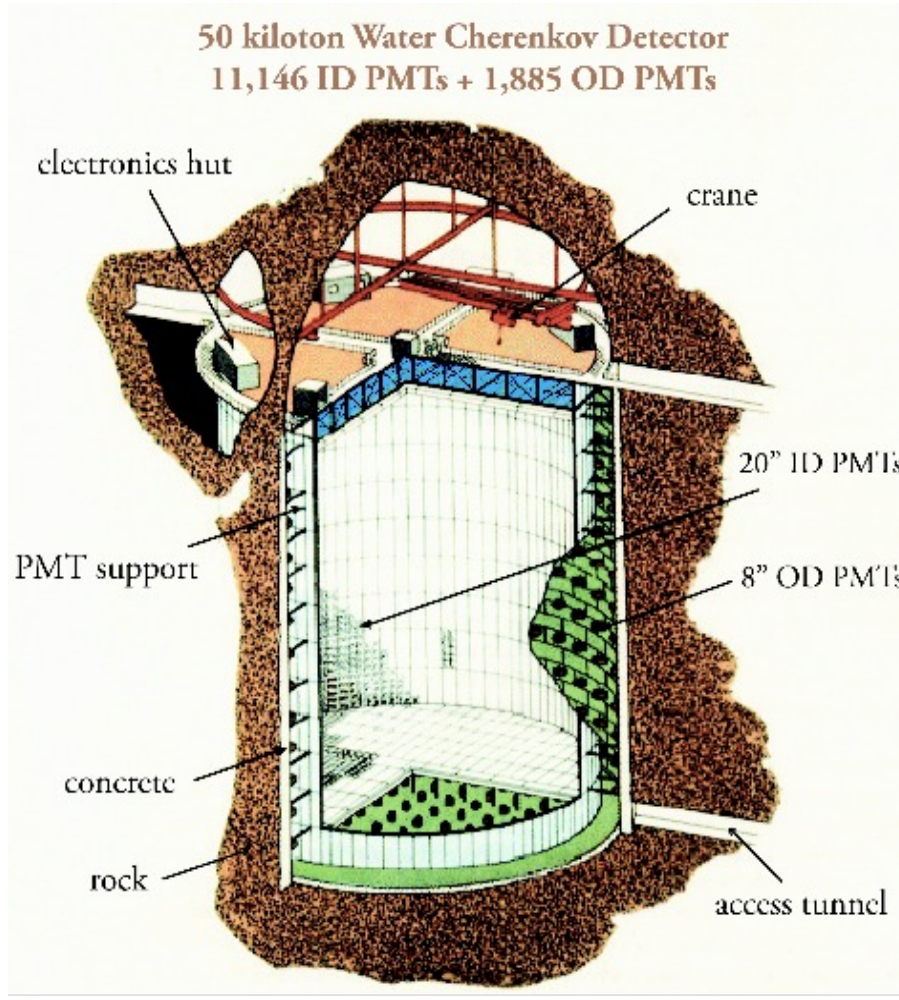 50 kiloton Water Cherenkov Detector
11,146 ID PMTs + 1,885 OD PMTs
electronics hut
crane
20” ID PMTs
PMT support
8” OD PMTs
concrete
rock
access tunnel